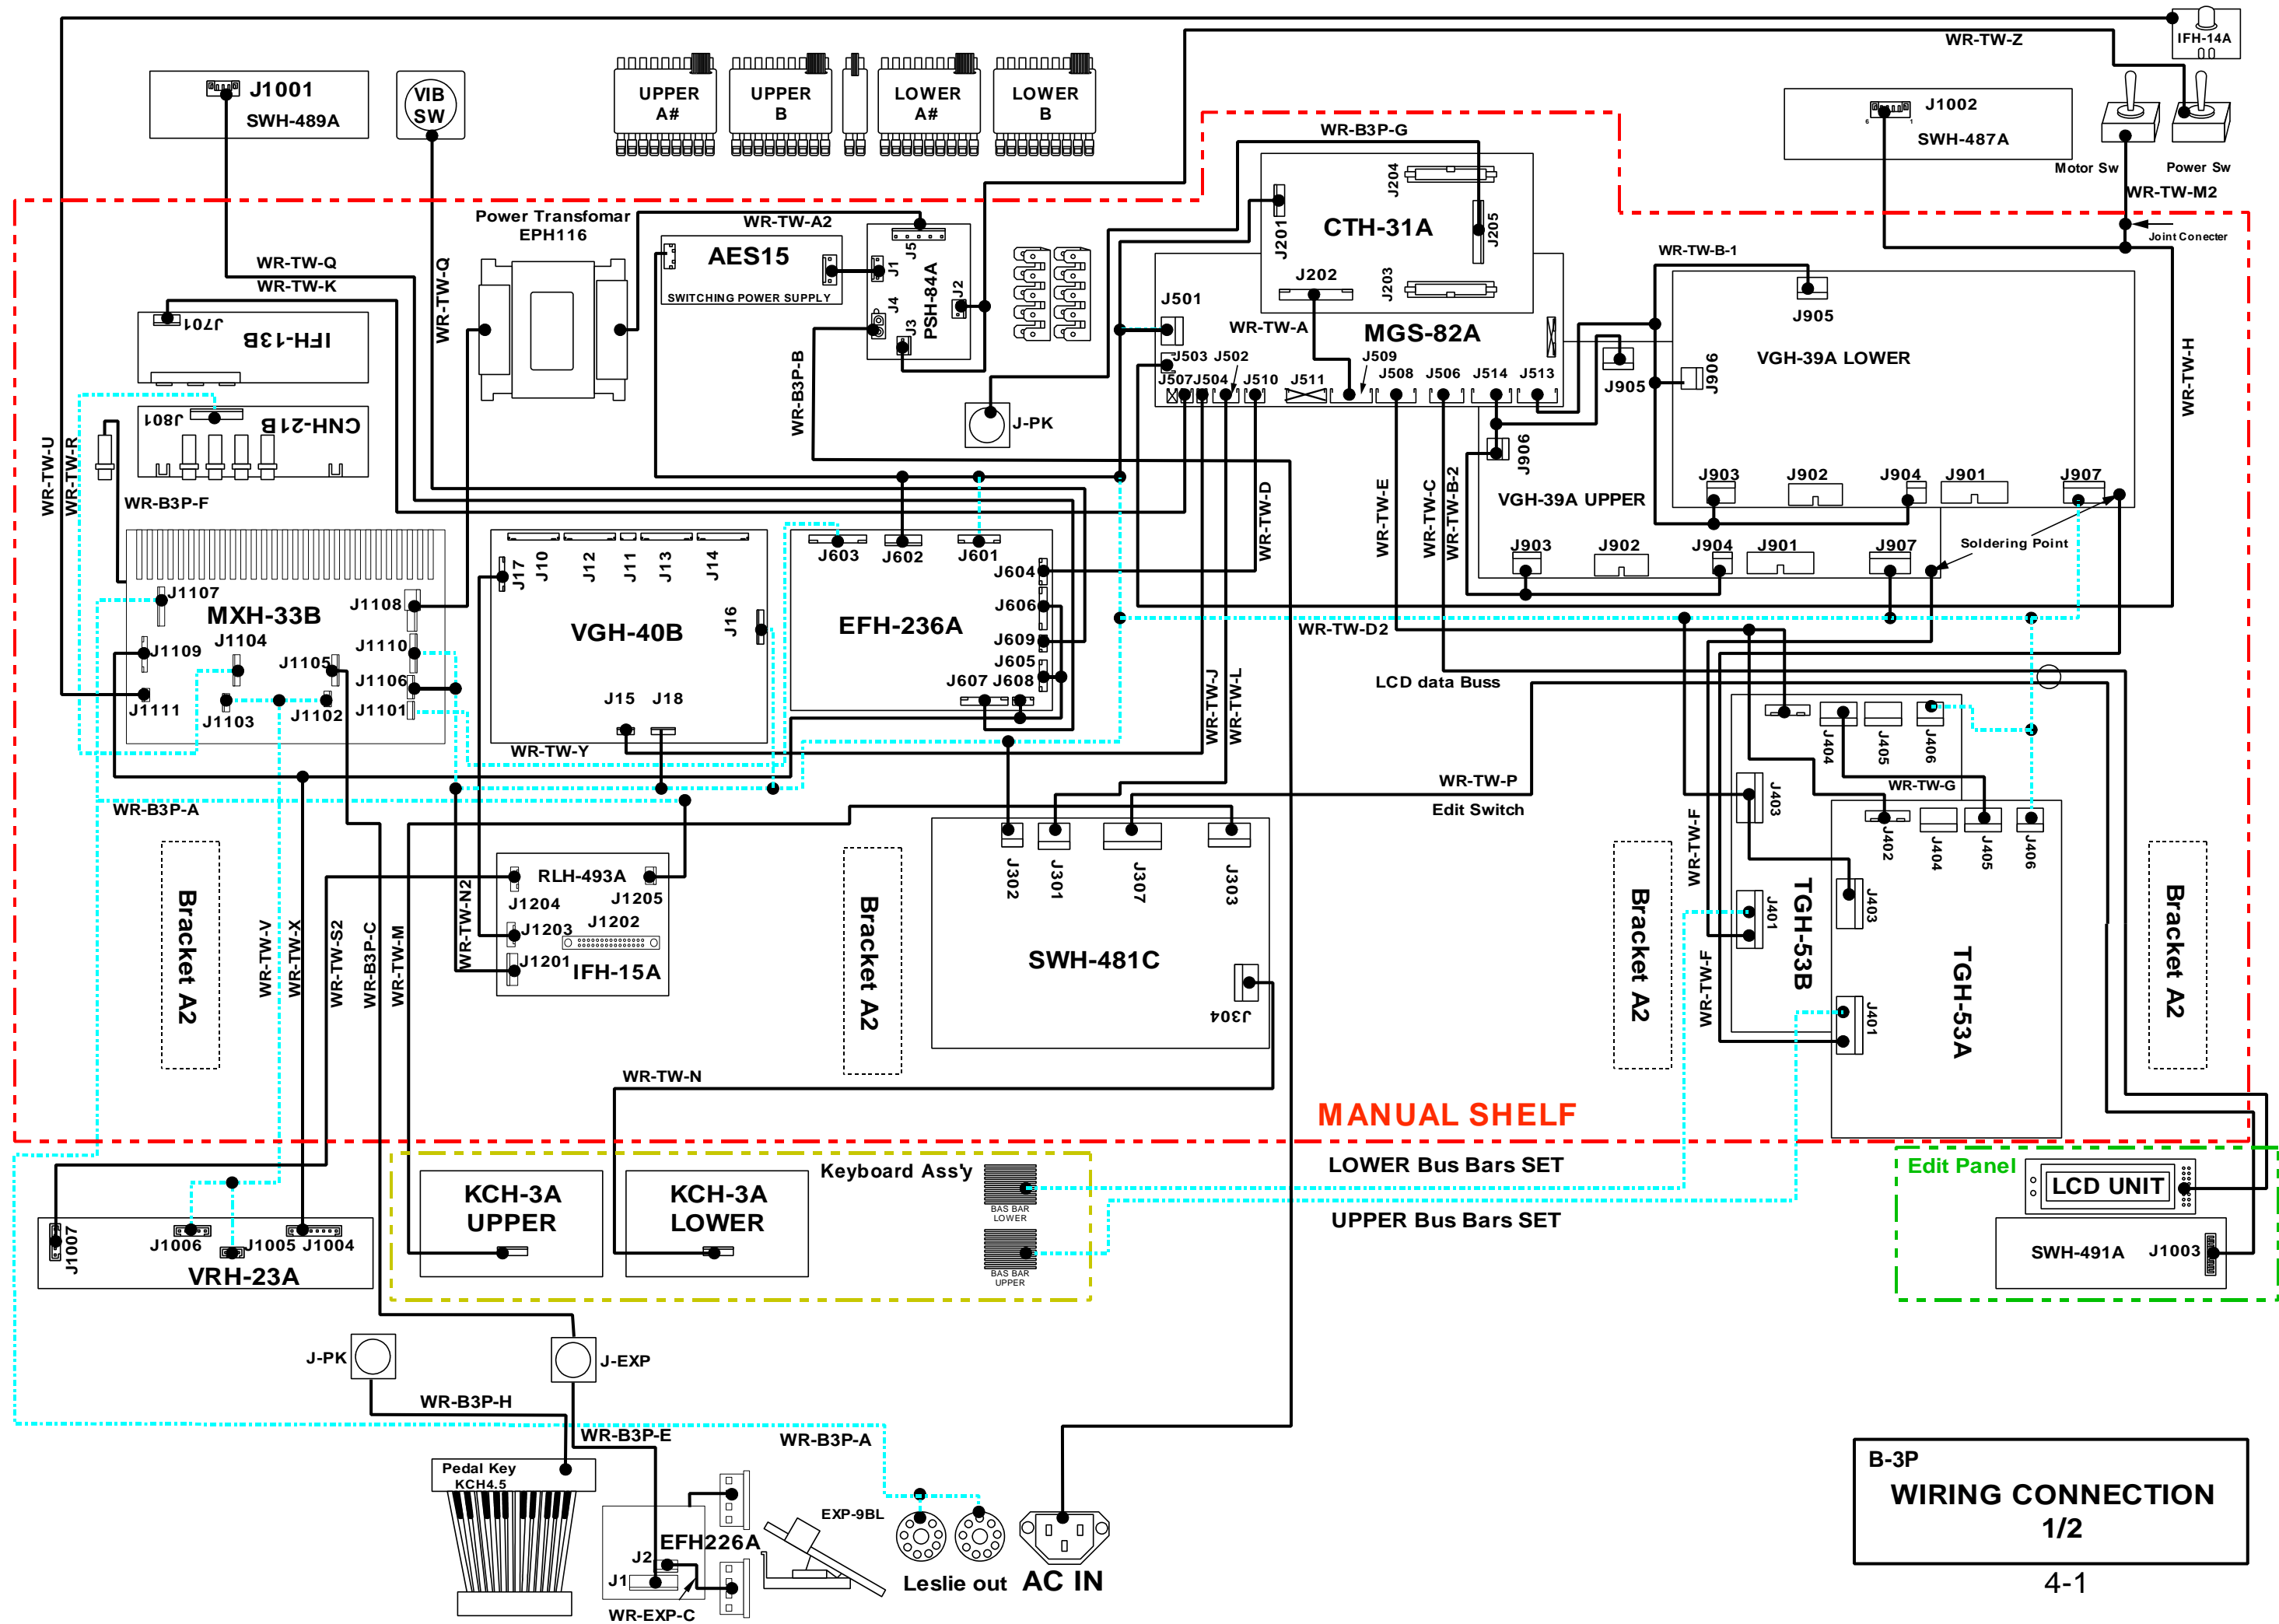 IFH-14A
WR-TW-Z
J1001
SWH-489A
VIB
SW
UPPER
A#
UPPER
B
LOWER
A#
LOWER
B
J1002
6
1
SWH-487A
Motor Sw
Power Sw
WR-TW-M2
Joint Conecter
WR-B3P-G
J204
CTH-31A
J201
J205
J202
J203
WR-TW-A
MGS-82A
Power Transfomar
EPH116
WR-TW-A2
AES15
SWITCHING POWER SUPPLY
J5
J1
J4
J3
J2
PSH-84A
WR-TW-Q
WR-TW-K
WR-TW-Q
J701
IFH-13B
J801
CNH-21B
WR-TW-U
WR-TW-R
WR-B3P-F
WR-B3P-B
J-PK
J501
J503
J502
J509
J507
J504
J510
J511
J508
J506
J514
J513
WR-TW-B-1
J905
J905
J906
VGH-39A LOWER
WR-TW-H
J906
VGH-39A UPPER
J903
J902
J904
J901
J907
J903
J902
J904
J901
J907
Soldering Point
WR-TW-D
WR-TW-E
WR-TW-C
WR-TW-B-2
J1107
MXH-33B
J1108
J1104
J1109
J1105
J1110
J1106
J1111
J1103
J1102
J1101
J17
J10
J12
J11
J13
J14
J16
VGH-40B
J15
J18
WR-TW-Y
J603
J602
J601
J604
J606
EFH-236A
J609
J605
J607
J608
WR-TW-J
WR-TW-L
WR-TW-D2
LCD data Buss
WR-TW-P
Edit Switch
J404
J405
J406
WR-TW-G
J403
J402
J404
J405
J406
WR-TW-F
J401
J403
TGH-53B
WR-TW-F
J401
TGH-53A
WR-B3P-A
Bracket A2
Bracket A2
Bracket A2
Bracket A2
WR-TW-V
WR-TW-X
WR-TW-S2
WR-B3P-C
WR-TW-M
WR-TW-N2
RLH-493A
J1204
J1205
J1203
J1202
J1201
IFH-15A
J302
J301
J307
J303
SWH-481C
J304
WR-TW-N
MANUAL SHELF
KCH-3A
UPPER
KCH-3A
LOWER
Keyboard Ass'y
BAS BAR
LOWER
BAS BAR
UPPER
LOWER Bus Bars SET
UPPER Bus Bars SET
Edit Panel
LCD UNIT
SWH-491A
J1003
J1007
J1006
J1005
J1004
VRH-23A
J-PK
J-EXP
WR-B3P-H
WR-B3P-E
WR-B3P-A
Pedal Key
KCH4.5
EFH226A
J2
J1
WR-EXP-C
EXP-9BL
Leslie out
AC IN
B-3P
WIRING CONNECTION
1/2
4-1